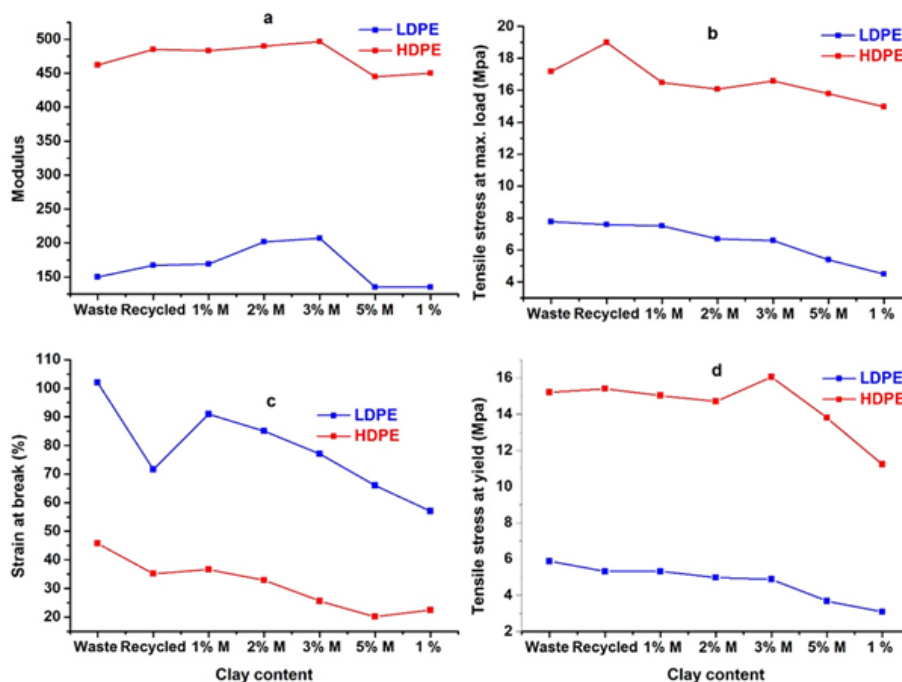 a
LDPE
HDPE
Modulus
500
450
400
350
300
250
200
150
Waste Recycled 1% M 2% M 3% M 5% M 1 %
b
LDPE
HDPE
Tensile stress at max. load (Mpa)
20
18
16
14
12
10
8
6
4
Waste Recycled 1% M 2% M 3% M 5% M 1 %
c
LDPE
HDPE
Strain at break (%)
110
100
90
80
70
60
50
40
30
20
Waste Recycled 1% M 2% M 3% M 5% M 1 %
Clay content
d
LDPE
HDPE
Tensile stress at yield (Mpa)
16
14
12
10
8
6
4
2
Waste Recycled 1% M 2% M 3% M 5% M 1 %
Clay content